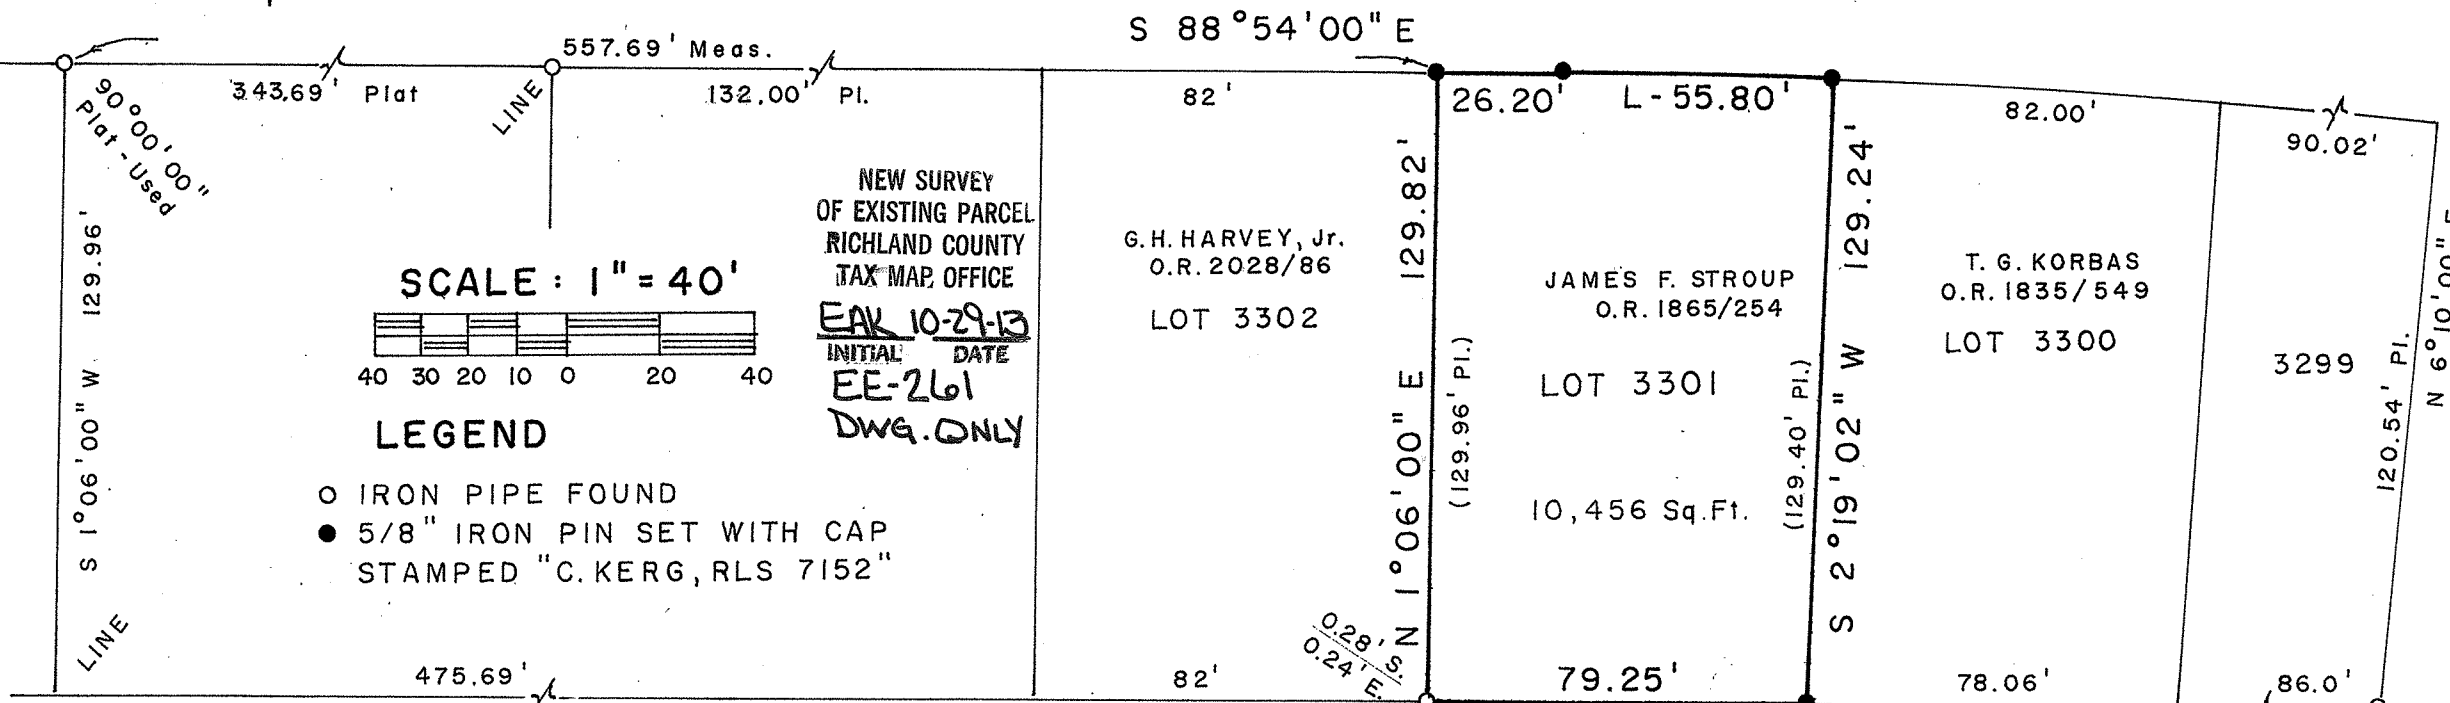 S 88°54'00" E
557.69' Meas.
343.69' Plat
132.00' Pl.
82'
26.20'
L-55.80'
82.00'
90.02'
90°00'00"
Plat - Used
LINE
S 1°06'00" W 129.96'
LINE
NEW SURVEY
OF EXISTING PARCEL
RICHLAND COUNTY
TAX MAP OFFICE
EAK 10-29-13
INITIAL DATE
EE-261
DWG. ONLY
SCALE : 1" = 40'
40 30 20 10 0 20 40
LEGEND
IRON PIPE FOUND
5/8" IRON PIN SET WITH CAP
STAMPED "C. KERG, RLS 7152"
G. H. HARVEY, Jr.
O.R. 2028/86
LOT 3302
N 1°06'00" E 129.82'
(129.96' Pl.)
JAMES F. STROUP
O.R. 1865/254
LOT 3301
10,456 Sq.Ft.
(129.40' Pl.)
S 2°19'02" W 129.24'
T. G. KORBAS
O.R. 1835/549
LOT 3300
3299
120.54' Pl.
N 6°10'00" E
0.28' S.
0.24' E.
475.69'
82'
79.25'
78.06'
86.0'